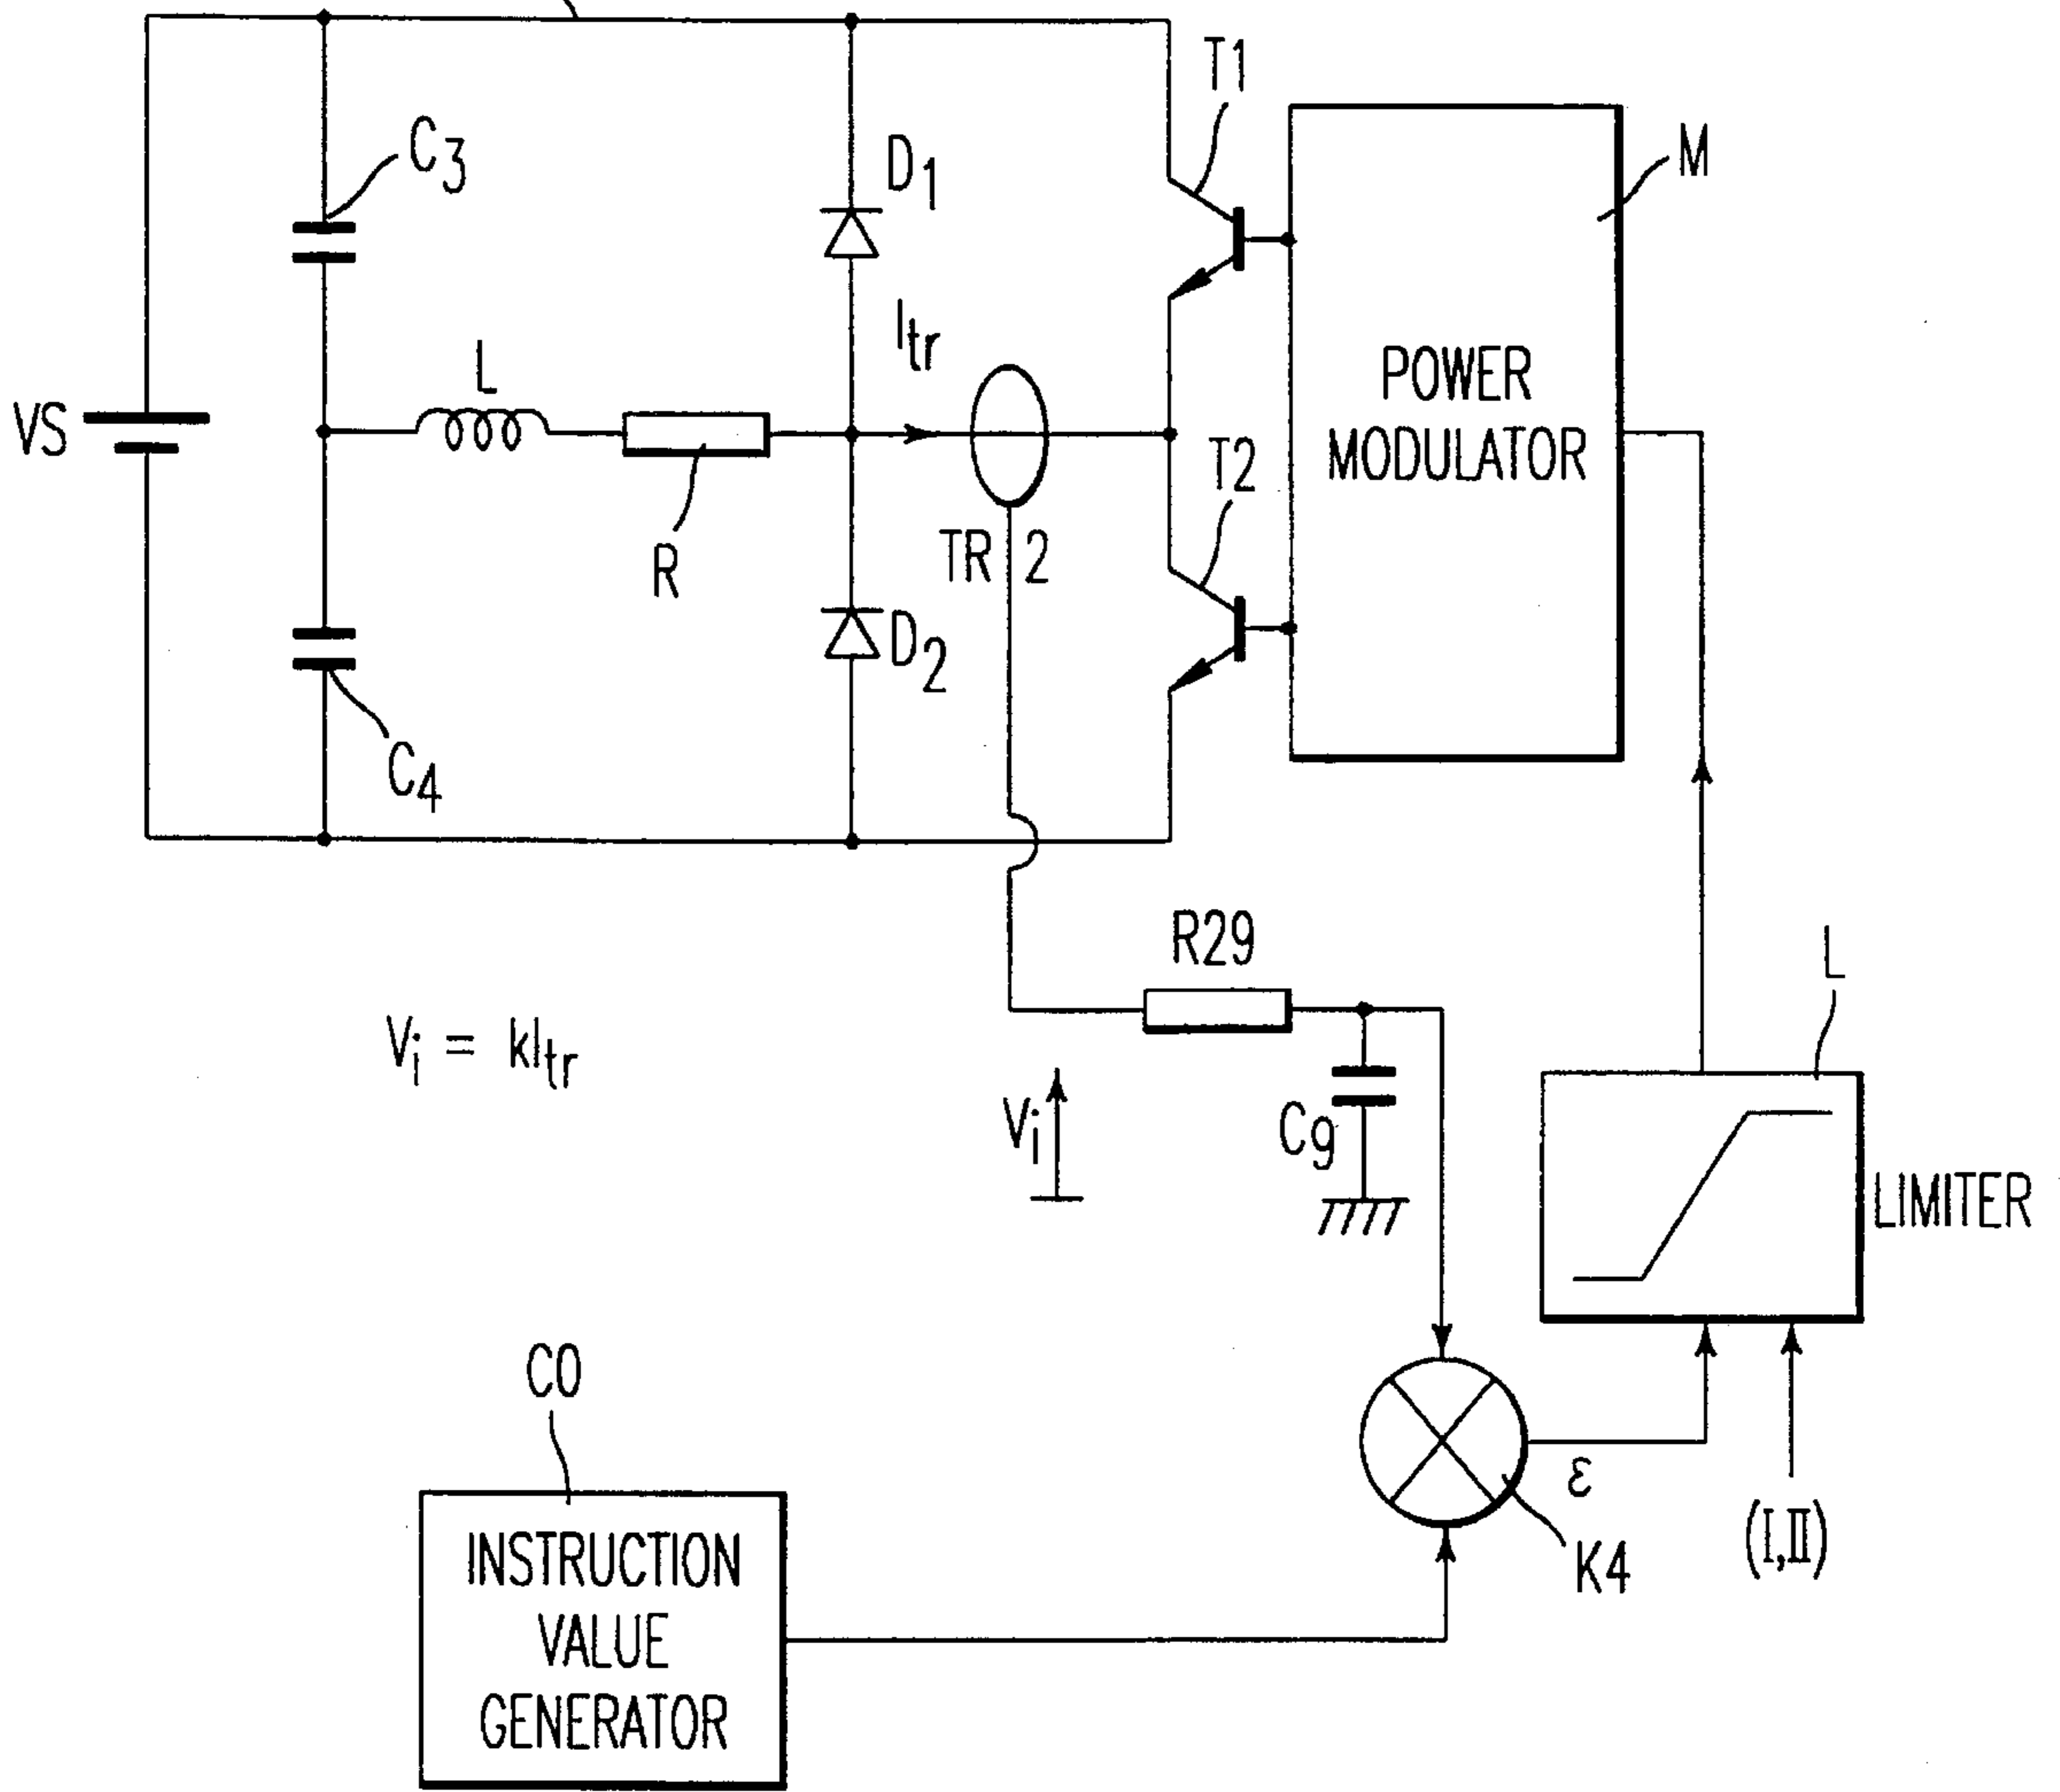 T1
C3
D1
M
Itr
L
VS
POWER
MODULATOR
T2
TR 2
R
D2
C4
R29
L
Vi = kItr
Vi
C9
LIMITER
CO
ε
(I,II)
K4
INSTRUCTION
VALUE
GENERATOR